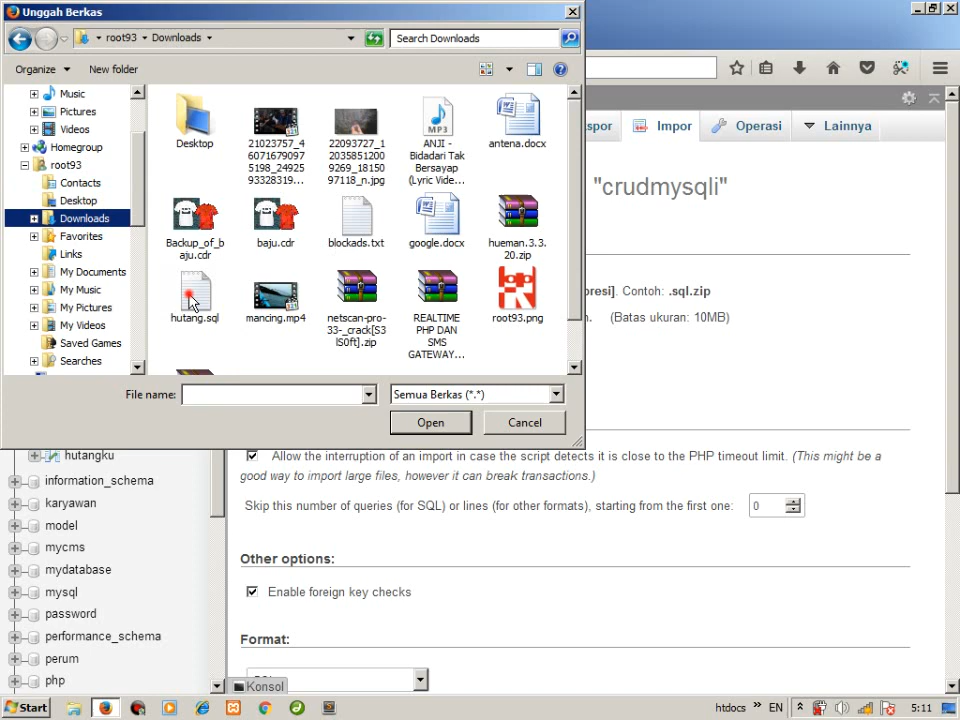 Unggah Berkas
root93 Downloads
Search Downloads
Organize
New folder
Music
Pictures
Videos
Homegroup
root93
Contacts
Desktop
Downloads
Favorites
Links
My Documents
My Music
My Pictures
My Videos
Saved Games
Searches
Desktop
21023757_4
6071679097
5198_24925
93328319...
22093727_1
2035851200
9269_18150
97118_n.jpg
MP3
ANJI -
Bidadari Tak
Bersayap
(Lyric Vide...
antena.docx
Backup_of_b
aju.cdr
baju.cdr
blockads.txt
google.docx
hueman.3.3.
20.zip
hutang.sql
mancing.mp4
netscan-pro-
33-_crack[S3
lS0ft].zip
REALTIME
PHP DAN
SMS
GATEWAY...
root93.png
File name:
Semua Berkas (*.*)
Open
Cancel
spor
Impor
Operasi
Lainnya
"crudmysqli"
presi]. Contoh: .sql.zip
n. (Batas ukuran: 10MB)
hutangku
information_schema
karyawan
model
mycms
mydatabase
mysql
password
performance_schema
perum
php
Allow the interruption of an import in case the script detects it is close to the PHP timeout limit. (This might be a
good way to import large files, however it can break transactions.)
Skip this number of queries (for SQL) or lines (for other formats), starting from the first one:
0
Other options:
Enable foreign key checks
Format:
Konsol
Start
htdocs
EN
5:11